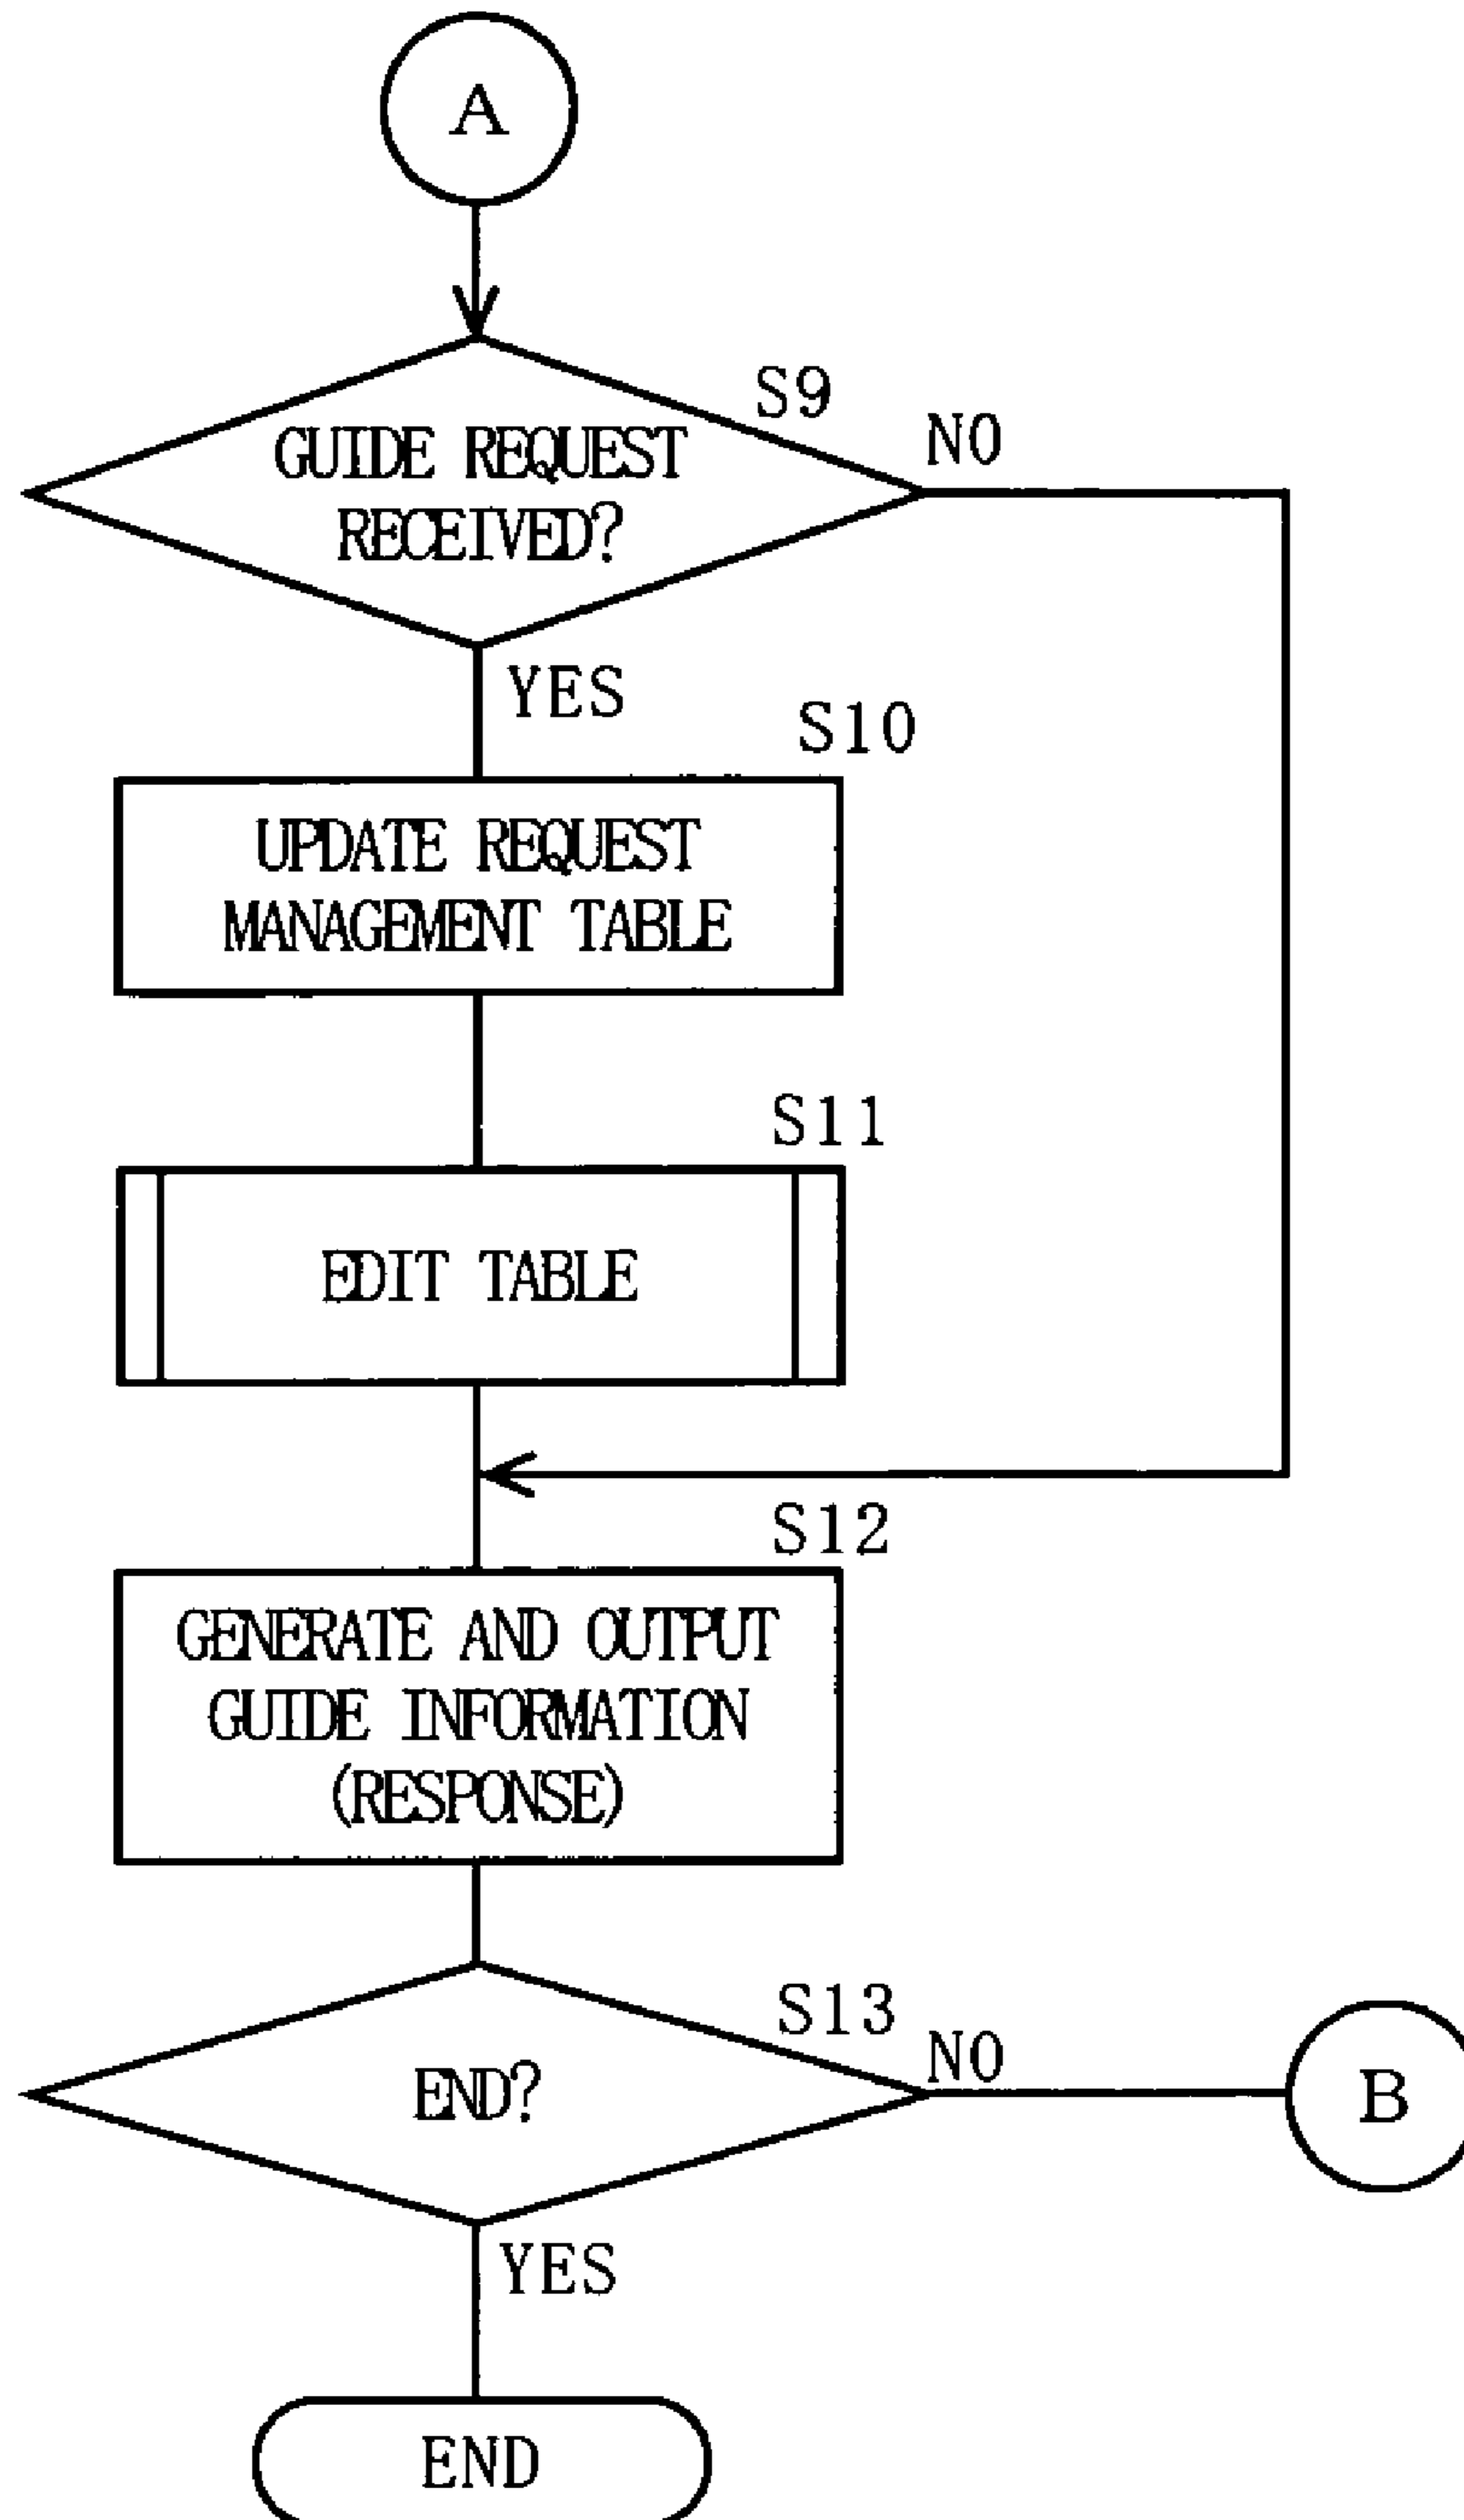 A
S9
NO
GUIDE REQUEST
RECEIVED?
YES
S10
UPDATE REQUEST
MANAGEMENT TABLE
S11
EDIT TABLE
S12
GENERATE AND OUTPUT
GUIDE INFORMATION
(RESPONSE)
S13
NO
END?
B
YES
END